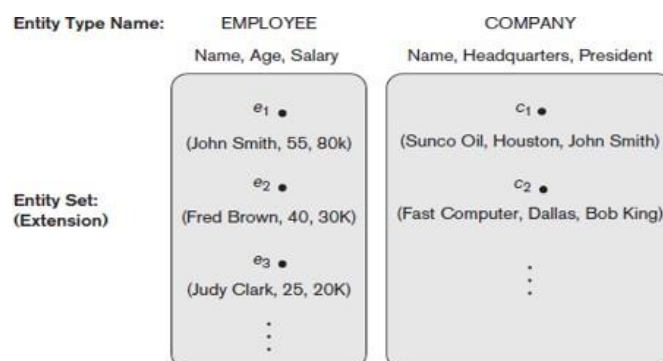 Entity Type Name: EMPLOYEE COMPANY
Name, Age, Salary Name, Headquarters, President
e1 c1
(John Smith, 55, 80k) (Sunco Oil, Houston, John Smith)
e2 c2
Entity Set:
(Extension) (Fred Brown, 40, 30K) (Fast Computer, Dallas, Bob King)
e3
(Judy Clark, 25, 20K)